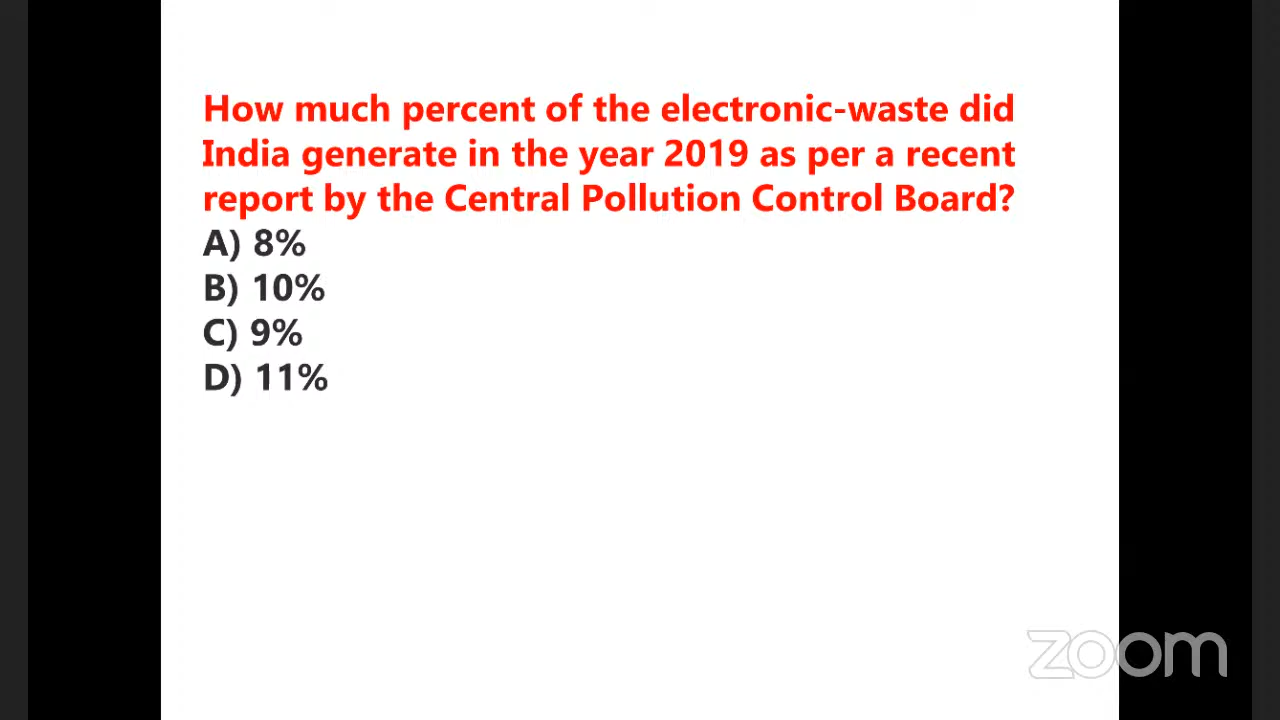 How much percent of the electronic-waste did
India generate in the year 2019 as per a recent
report by the Central Pollution Control Board?
A) 8%
B) 10%
C) 9%
D) 11%
zoom